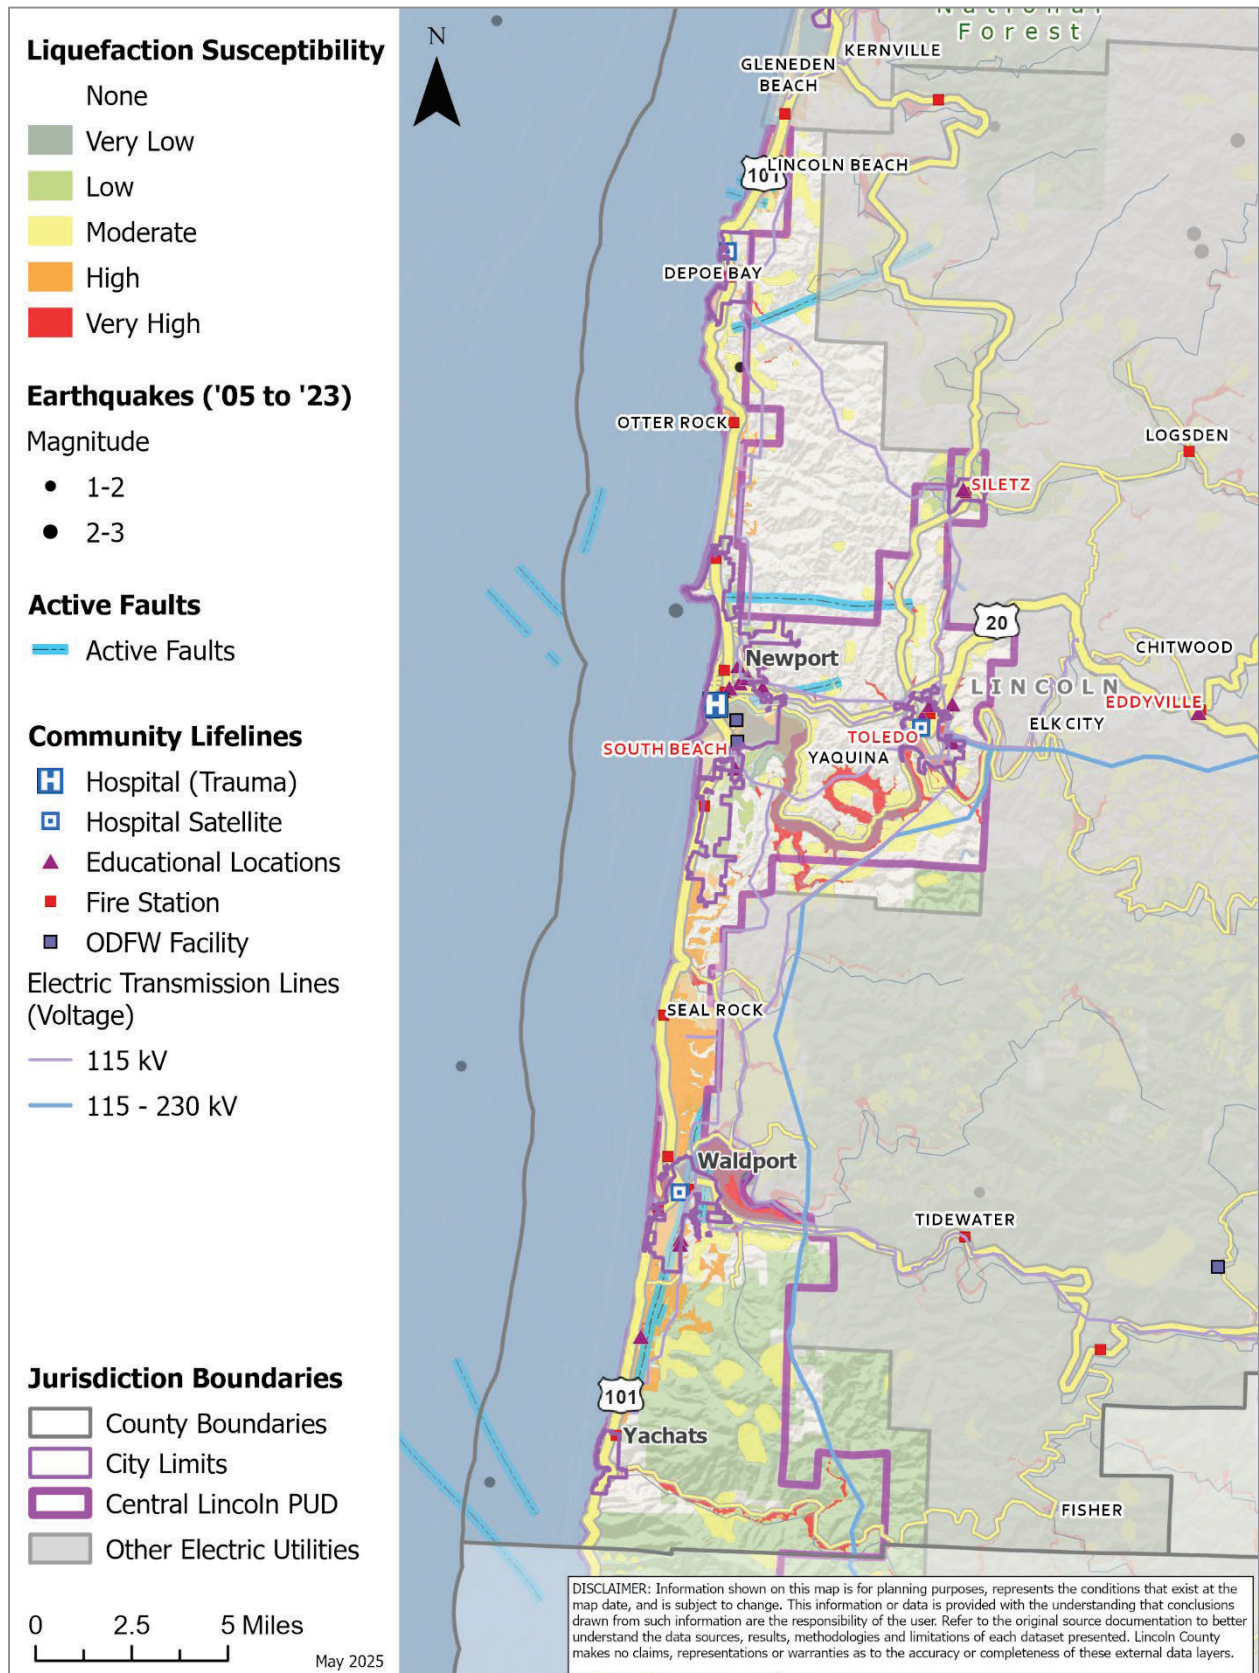 Liquefaction Susceptibility
None
Very Low
Low
Moderate
High
Very High
Earthquakes ('05 to '23)
Magnitude
1-2
2-3
Active Faults
Active Faults
Community Lifelines
H Hospital (Trauma)
Hospital Satellite
Educational Locations
Fire Station
ODFW Facility
Electric Transmission Lines
(Voltage)
115 kV
115 - 230 kV
Jurisdiction Boundaries
County Boundaries
City Limits
Central Lincoln PUD
Other Electric Utilities
0 2.5 5 Miles
May 2025
N
National
Forest
KERNVILLE
GLENEDEN
BEACH
LINCOLN BEACH
101
DEPOE BAY
OTTER ROCK
LOGSDEN
SILETZ
20
CHITWOOD
Newport
LINCOLN
EDDYVILLE
H
ELK CITY
TOLEDO
SOUTH BEACH
YAQUINA
SEAL ROCK
Waldport
TIDEWATER
101
Yachats
FISHER
DISCLAIMER: Information shown on this map is for planning purposes, represents the conditions that exist at the
map date, and is subject to change. This information or data is provided with the understanding that conclusions
drawn from such information are the responsibility of the user. Refer to the original source documentation to better
understand the data sources, results, methodologies and limitations of each dataset presented. Lincoln County
makes no claims, representations or warranties as to the accuracy or completeness of these external data layers.